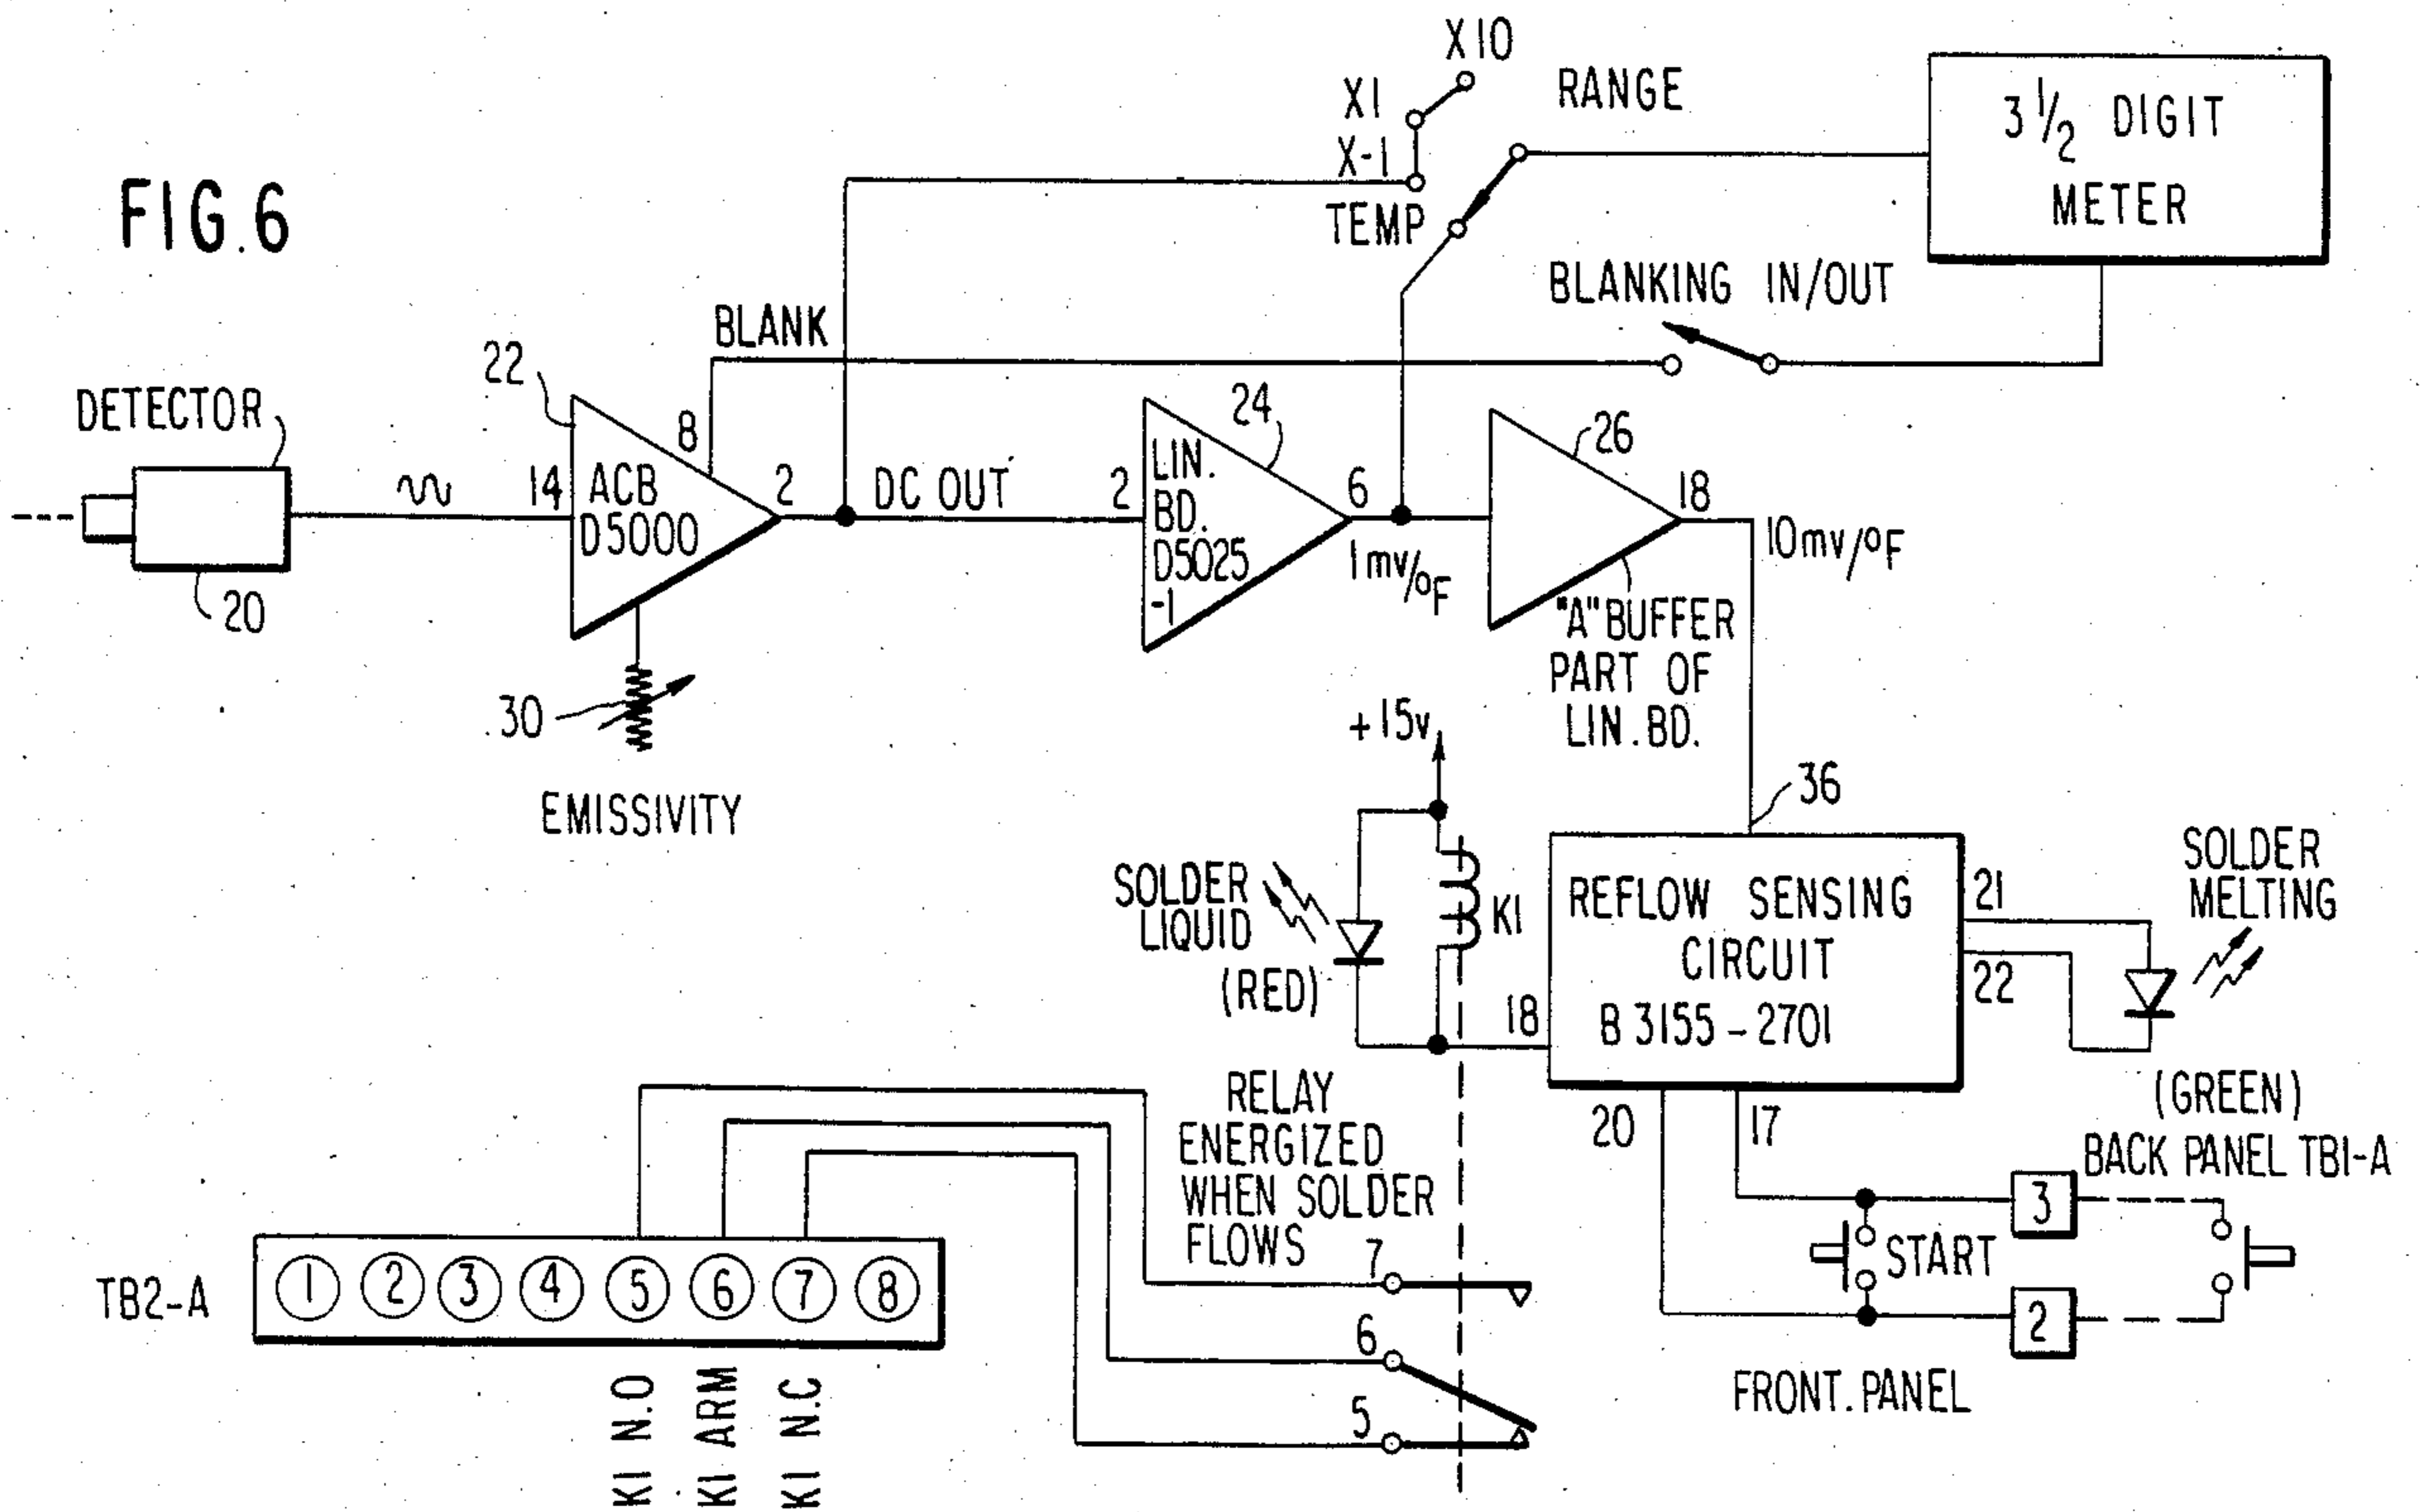 FIG.6
X10
X1
X-1
TEMP
RANGE
3 1/2 DIGIT
METER
BLANKING IN/OUT
BLANK
DETECTOR
20
22
14
ACB
D5000
8
2
DC OUT
30
EMISSIVITY
2
LIN.
BD.
D5025
-1
24
6
1mv/°F
26
18
10mv/°F
"A" BUFFER
PART OF
LIN.BD.
+15v
36
SOLDER
LIQUID
(RED)
K1
18
REFLOW SENSING
CIRCUIT
B 3155-2701
21
22
SOLDER
MELTING
(GREEN)
BACK PANEL TB1-A
20
17
START
3
2
FRONT.PANEL
RELAY
ENERGIZED
WHEN SOLDER
FLOWS
7
6
5
TB2-A
1 2 3 4 5 6 7 8
K1 N.O
K1 ARM
K1 N.C